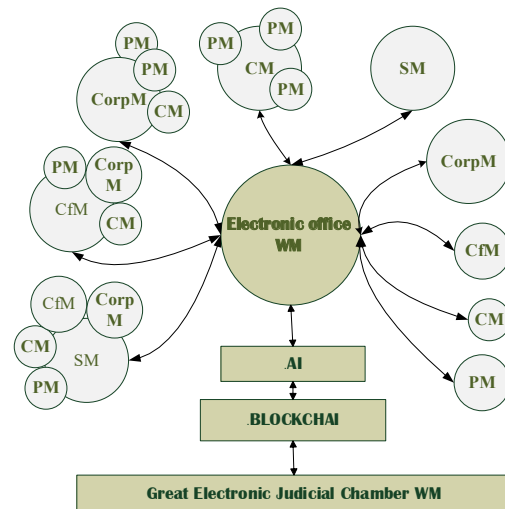 PM
PM
CorpM
CM
PM
PM
CM
PM
SM
PM
Corp
M
CfM
CM
CorpM
Electronic office
WM
CfM
CfM
Corp
M
CM
SM
PM
CM
PM
.AI
.BLOCKCHAI
Great Electronic Judicial Chamber WM